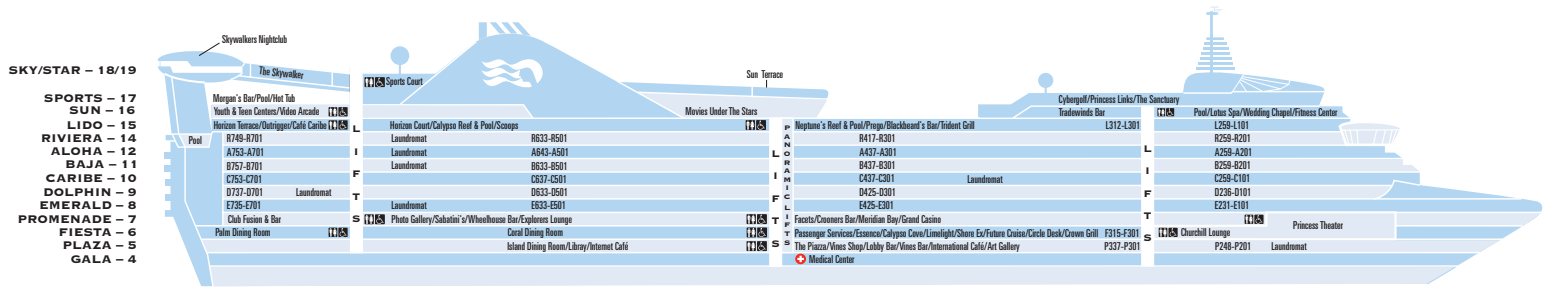 Skywalkers Nightclub
SKY/STAR – 18/19
The Skywalker
Sports Court
Sun Terrace
SPORTS – 17
Morgan's Bar/Pool/Hot Tub
Cybergolf/Princess Links/The Sanctuary
SUN – 16
Youth & Teen Centers/Video Arcade
Movies Under The Stars
Tradewinds Bar
Pool/Lotus Spa/Wedding Chapel/Fitness Center
LIDO – 15
Horizon Terrace/Outrigger/Café Caribe
Horizon Court/Calypso Reef & Pool/Scoops
Neptune's Reef & Pool/Prego/Blackbeard's Bar/Trident Grill
L312-L301
L259-L101
RIVIERA – 14
Pool
R749-R701
Laundromat
R633-R501
R417-R301
R259-R201
ALOHA – 12
A753-A701
Laundromat
A643-A501
A437-A301
A259-A201
BAJA – 11
B757-B701
Laundromat
B633-B501
B437-B301
B259-B201
CARIBE – 10
C753-C701
C637-C501
C437-C301
Laundromat
C259-C101
DOLPHIN – 9
D737-D701
Laundromat
D633-D501
D425-D301
D236-D101
EMERALD – 8
E735-E701
Laundromat
E633-E501
E425-E301
E231-E101
PROMENADE – 7
Club Fusion & Bar
Photo Gallery/Sabatini's/Wheelhouse Bar/Explorers Lounge
Facets/Crooners Bar/Meridian Bay/Grand Casino
Princess Theater
FIESTA – 6
Palm Dining Room
Coral Dining Room
Passenger Services/Essence/Calypso Cove/Limelight/Shore Ex/Future Cruise/Circle Desk/Crown Grill
F315-F301
Churchill Lounge
PLAZA – 5
Island Dining Room/Libray/Internet Café
The Piazza/Vines Shop/Lobby Bar/Vines Bar/International Café/Art Gallery
P337-P301
P248-P201
Laundromat
GALA – 4
Medical Center
LIFTS
LIFTS
PANORAMIC LIFTS
LIFTS